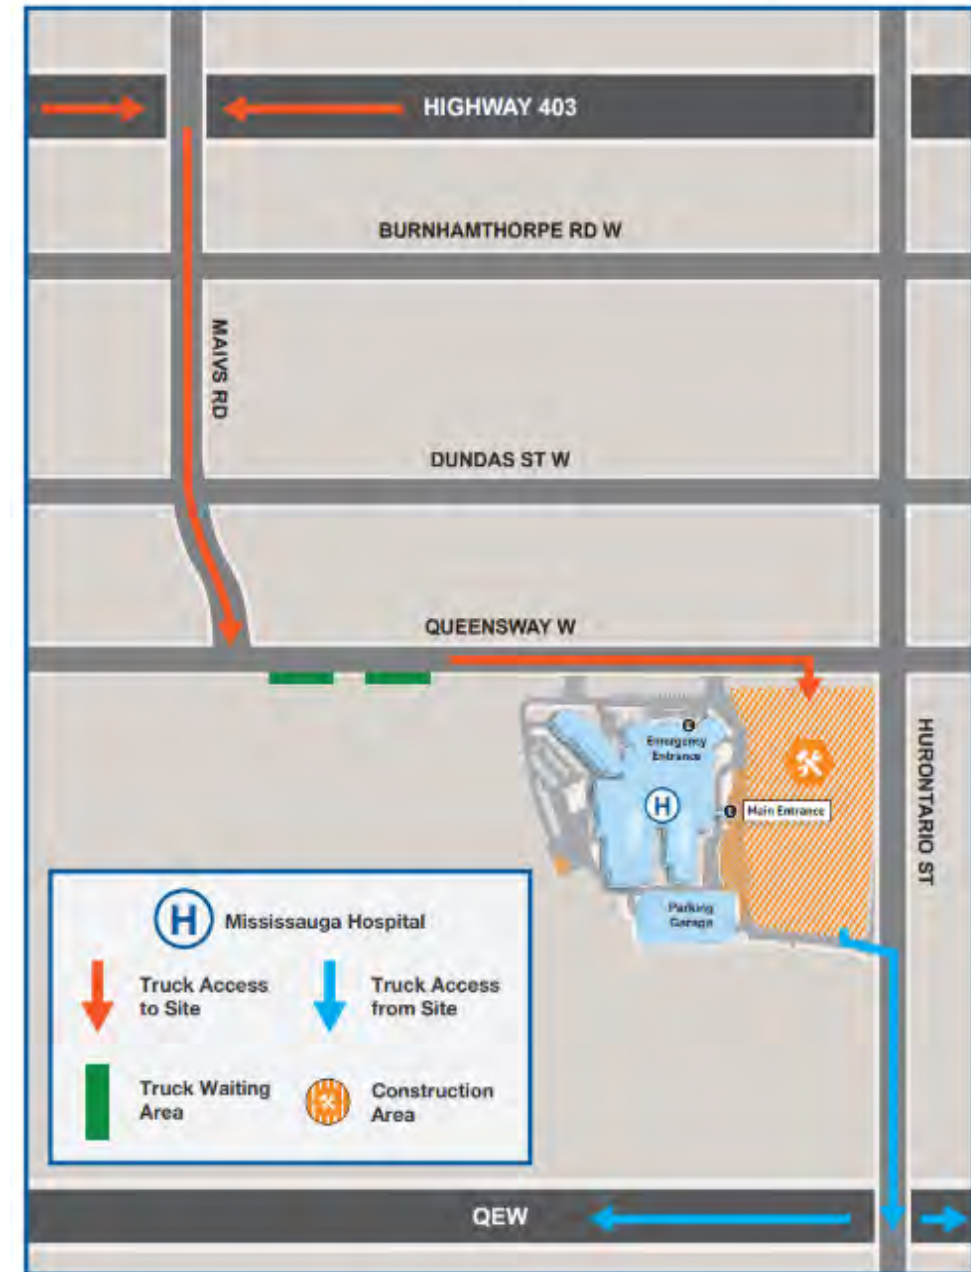 HIGHWAY 403
BURNHAMTHORPE RD W
MAIVS RD
DUNDAS ST W
QUEENSWAY W
E
Emergency
Entrance
H
E
Main Entrance
HURONTARIO ST
Parking
Garage
H
Mississauga Hospital
Truck Access
to Site
Truck Access
from Site
Truck Waiting
Area
Construction
Area
QEW